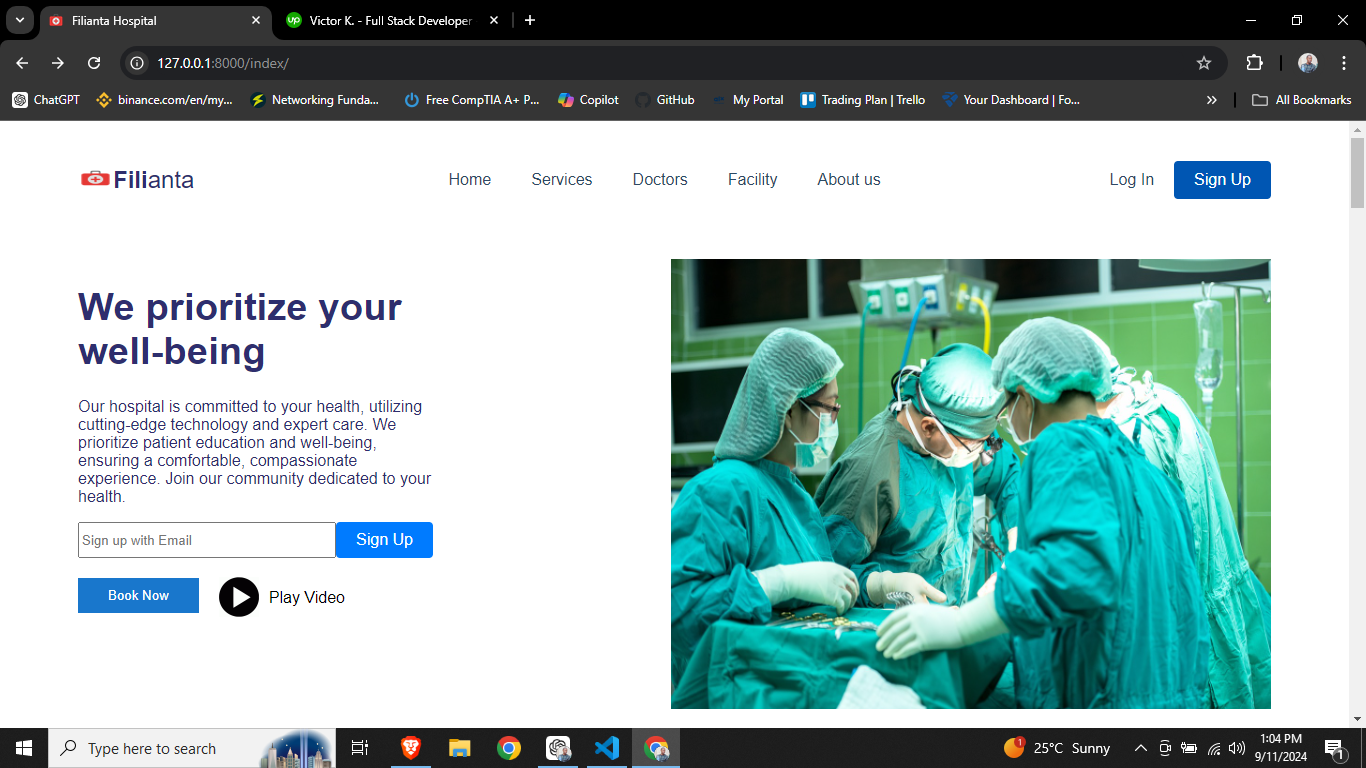 Filianta Hospital
Victor K. - Full Stack Developer
127.0.0.1:8000/index/
ChatGPT
binance.com/en/my...
Networking Funda...
Free CompTIA A+ P...
Copilot
GitHub
My Portal
Trading Plan | Trello
Your Dashboard | Fo...
All Bookmarks
Filianta
Home
Services
Doctors
Facility
About us
Log In
Sign Up
We prioritize your
well-being
Our hospital is committed to your health, utilizing
cutting-edge technology and expert care. We
prioritize patient education and well-being,
ensuring a comfortable, compassionate
experience. Join our community dedicated to your
health.
Sign up with Email
Sign Up
Book Now
Play Video
Type here to search
1
25°C Sunny
1:04 PM
9/11/2024
1